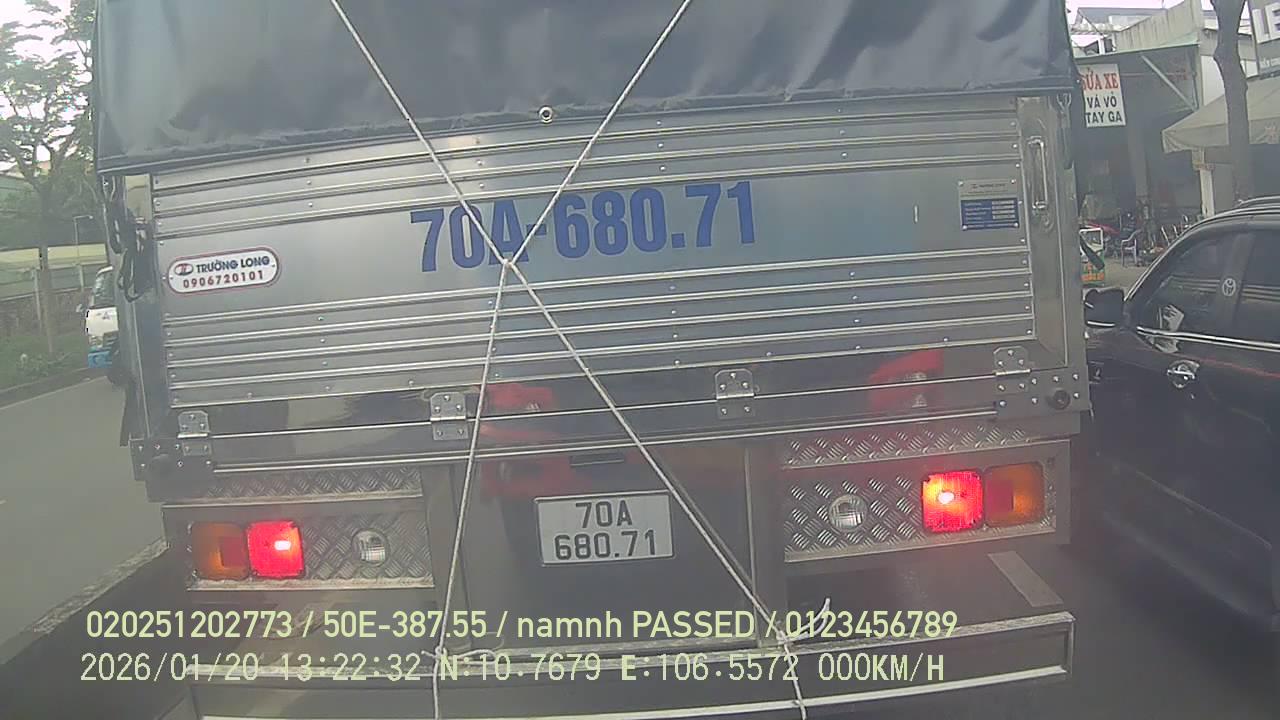 SỬA XE
VÁ VỎ
TAY GA
70A-680.71
TRƯỜNG LONG
0906720101
70A
680.71
020251202773 / 50E-387.55 / namnh PASSED / 0123456789
2026/01/20 13:22:32 N:10.7679 E:106.5572 000KM/H